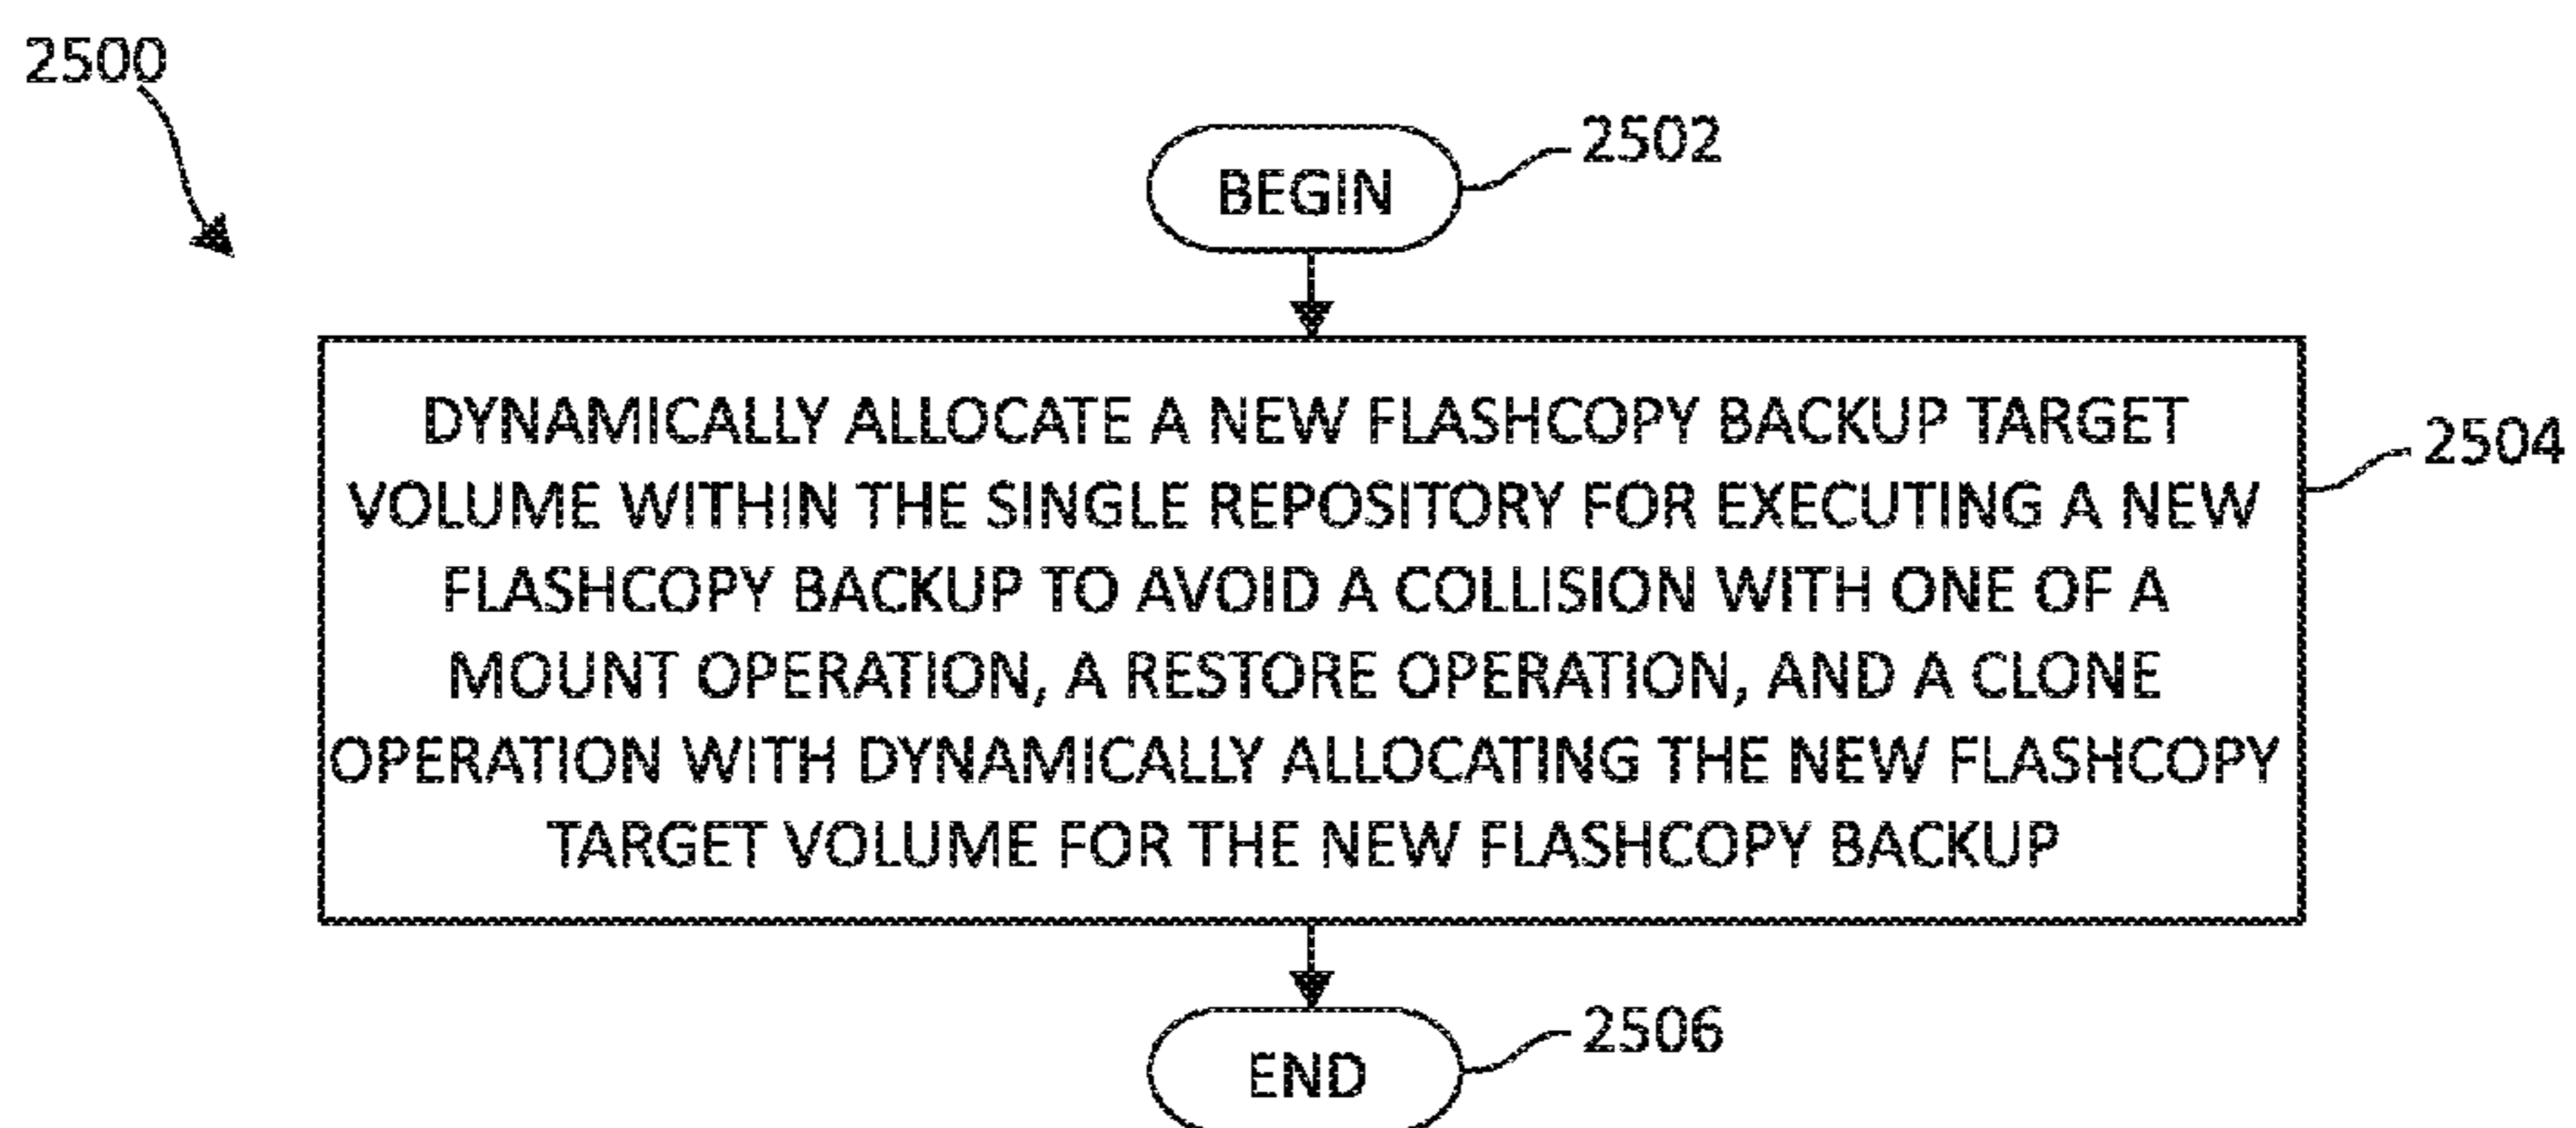 2500
BEGIN
2502
DYNAMICALLY ALLOCATE A NEW FLASHCOPY BACKUP TARGET
VOLUME WITHIN THE SINGLE REPOSITORY FOR EXECUTING A NEW
FLASHCOPY BACKUP TO AVOID A COLLISION WITH ONE OF A
MOUNT OPERATION, A RESTORE OPERATION, AND A CLONE
OPERATION WITH DYNAMICALLY ALLOCATING THE NEW FLASHCOPY
TARGET VOLUME FOR THE NEW FLASHCOPY BACKUP
2504
END
2506